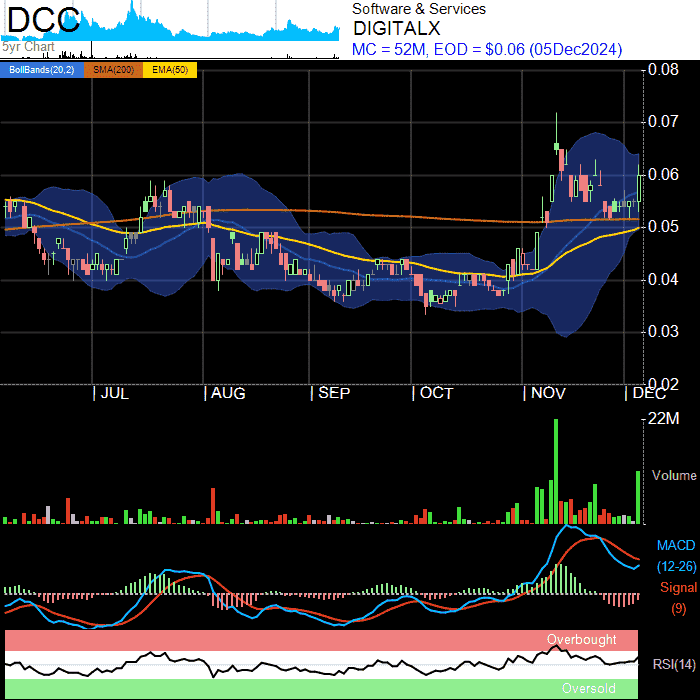 DCC
5yr Chart
Software & Services
DIGITALX
MC = 52M, EOD = $0.06 (05Dec2024)
BollBands(20,2) SMA(200) EMA(50)
0.08
0.07
0.06
0.05
0.04
0.03
0.02
JUL AUG SEP OCT NOV DEC
22M
Volume
MACD
(12-26)
Signal
(9)
Overbought
RSI(14)
Oversold